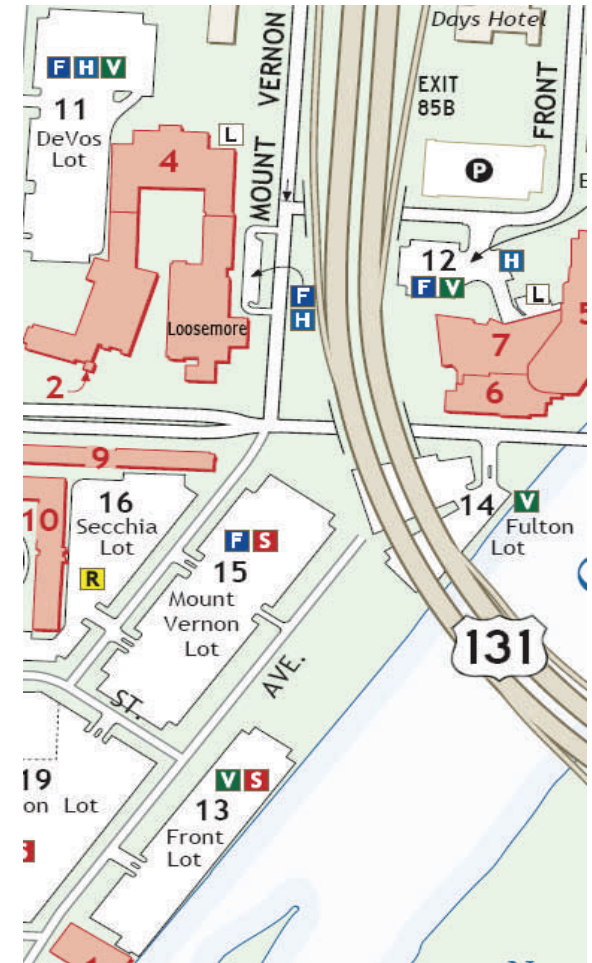 Days Hotel
MOUNT VERNON
EXIT
85B
FRONT
F H V
11
DeVos
Lot
4
L
P
12
H
F V
L
F
H
Loosemore
7
5
6
2
9
10
16
Secchia
Lot
R
F S
15
Mount
Vernon
Lot
14
V
Fulton
Lot
131
AVE.
ST.
19
on Lot
S
V S
13
Front
Lot